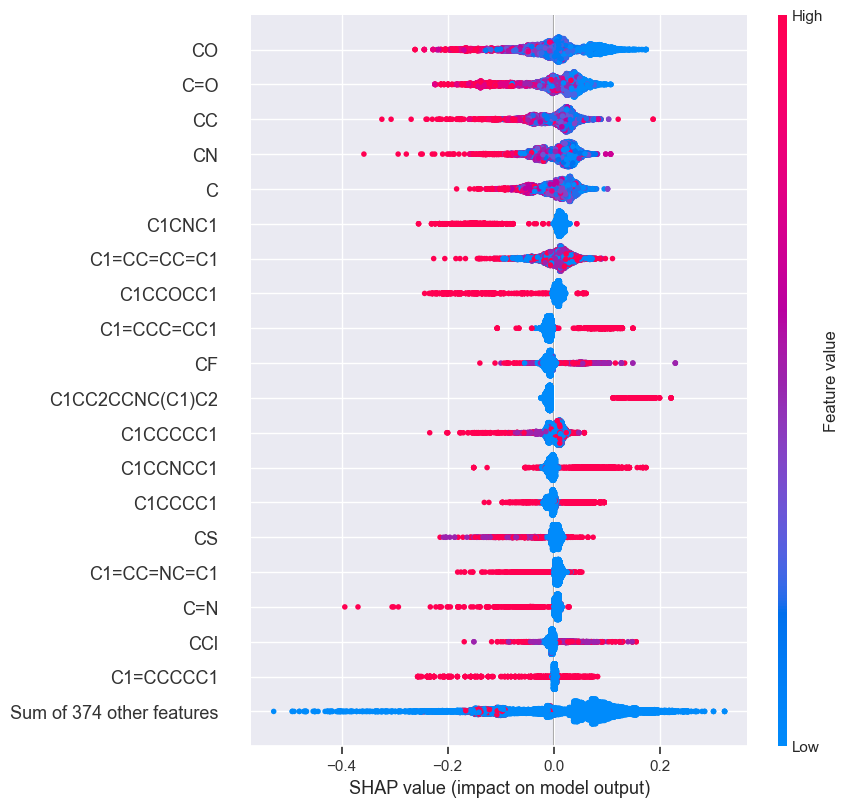 High
CO
C=O
CC
CN
C
C1CNC1
C1=CC=CC=C1
C1CCOCC1
C1=CCC=CC1
CF
C1CC2CCNC(C1)C2
C1CCCCC1
C1CCNCC1
C1CCCC1
CS
C1=CC=NC=C1
C=N
CCl
C1=CCCCC1
Sum of 374 other features
Feature value
Low
−0.4 −0.2 0.0 0.2
SHAP value (impact on model output)